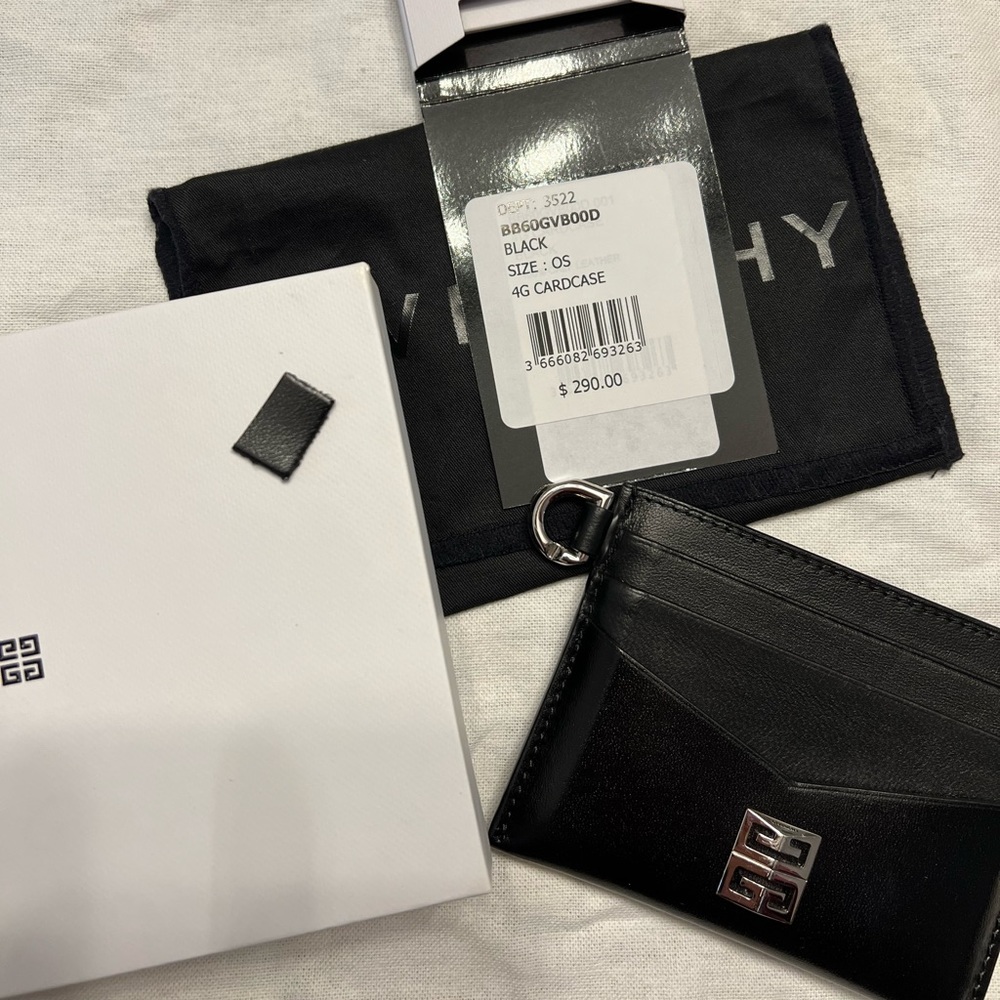 HY
DEPT: 3522
BB60GVB00D
BLACK
SIZE : OS
4G CARDCASE
3 666082 693263
$ 290.00